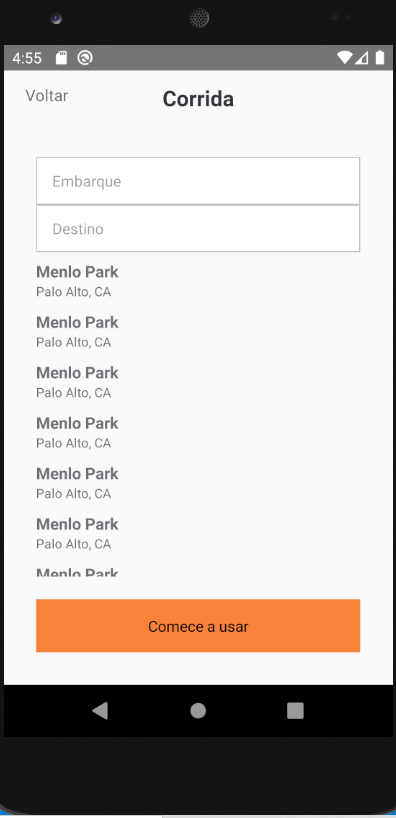 4:55
Voltar
Corrida
Embarque
Destino
Menlo Park
Palo Alto, CA
Menlo Park
Palo Alto, CA
Menlo Park
Palo Alto, CA
Menlo Park
Palo Alto, CA
Menlo Park
Palo Alto, CA
Menlo Park
Palo Alto, CA
Menlo Park
Comece a usar